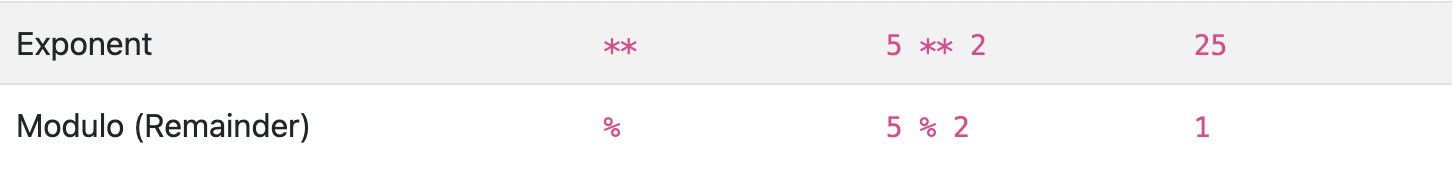 Exponent ** 5 ** 2 25
Modulo (Remainder) % 5 % 2 1